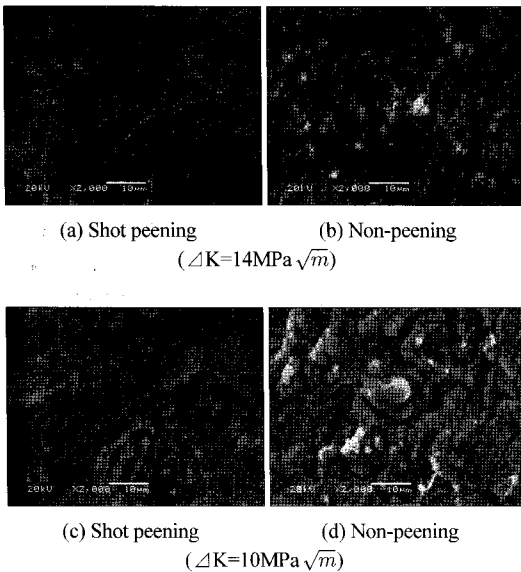 20kV X2,000 10μm 20kV X2,000 10μm
(a) Shot peening (b) Non-peening
(⊿K=14MPa√m)
20kV X2,000 10μm 20kV X2,000 10μm
(c) Shot peening (d) Non-peening
(⊿K=10MPa√m)